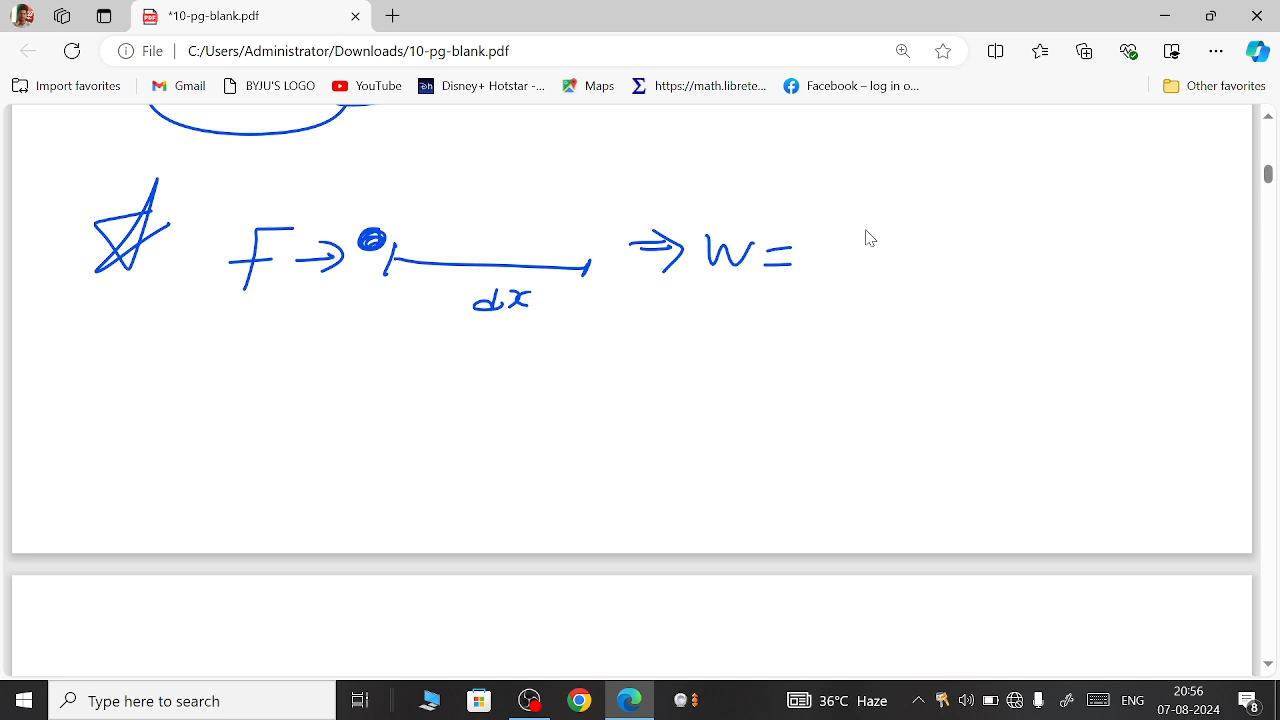 *10-pg-blank.pdf
File | C:/Users/Administrator/Downloads/10-pg-blank.pdf
Import favorites Gmail BYJU'S LOGO YouTube Disney+ Hotstar -... Maps https://math.librete... Facebook – log in o... Other favorites
F → dx ⇒ W =
Type here to search 36°C Haze ENG 20:56 07-08-2024 8